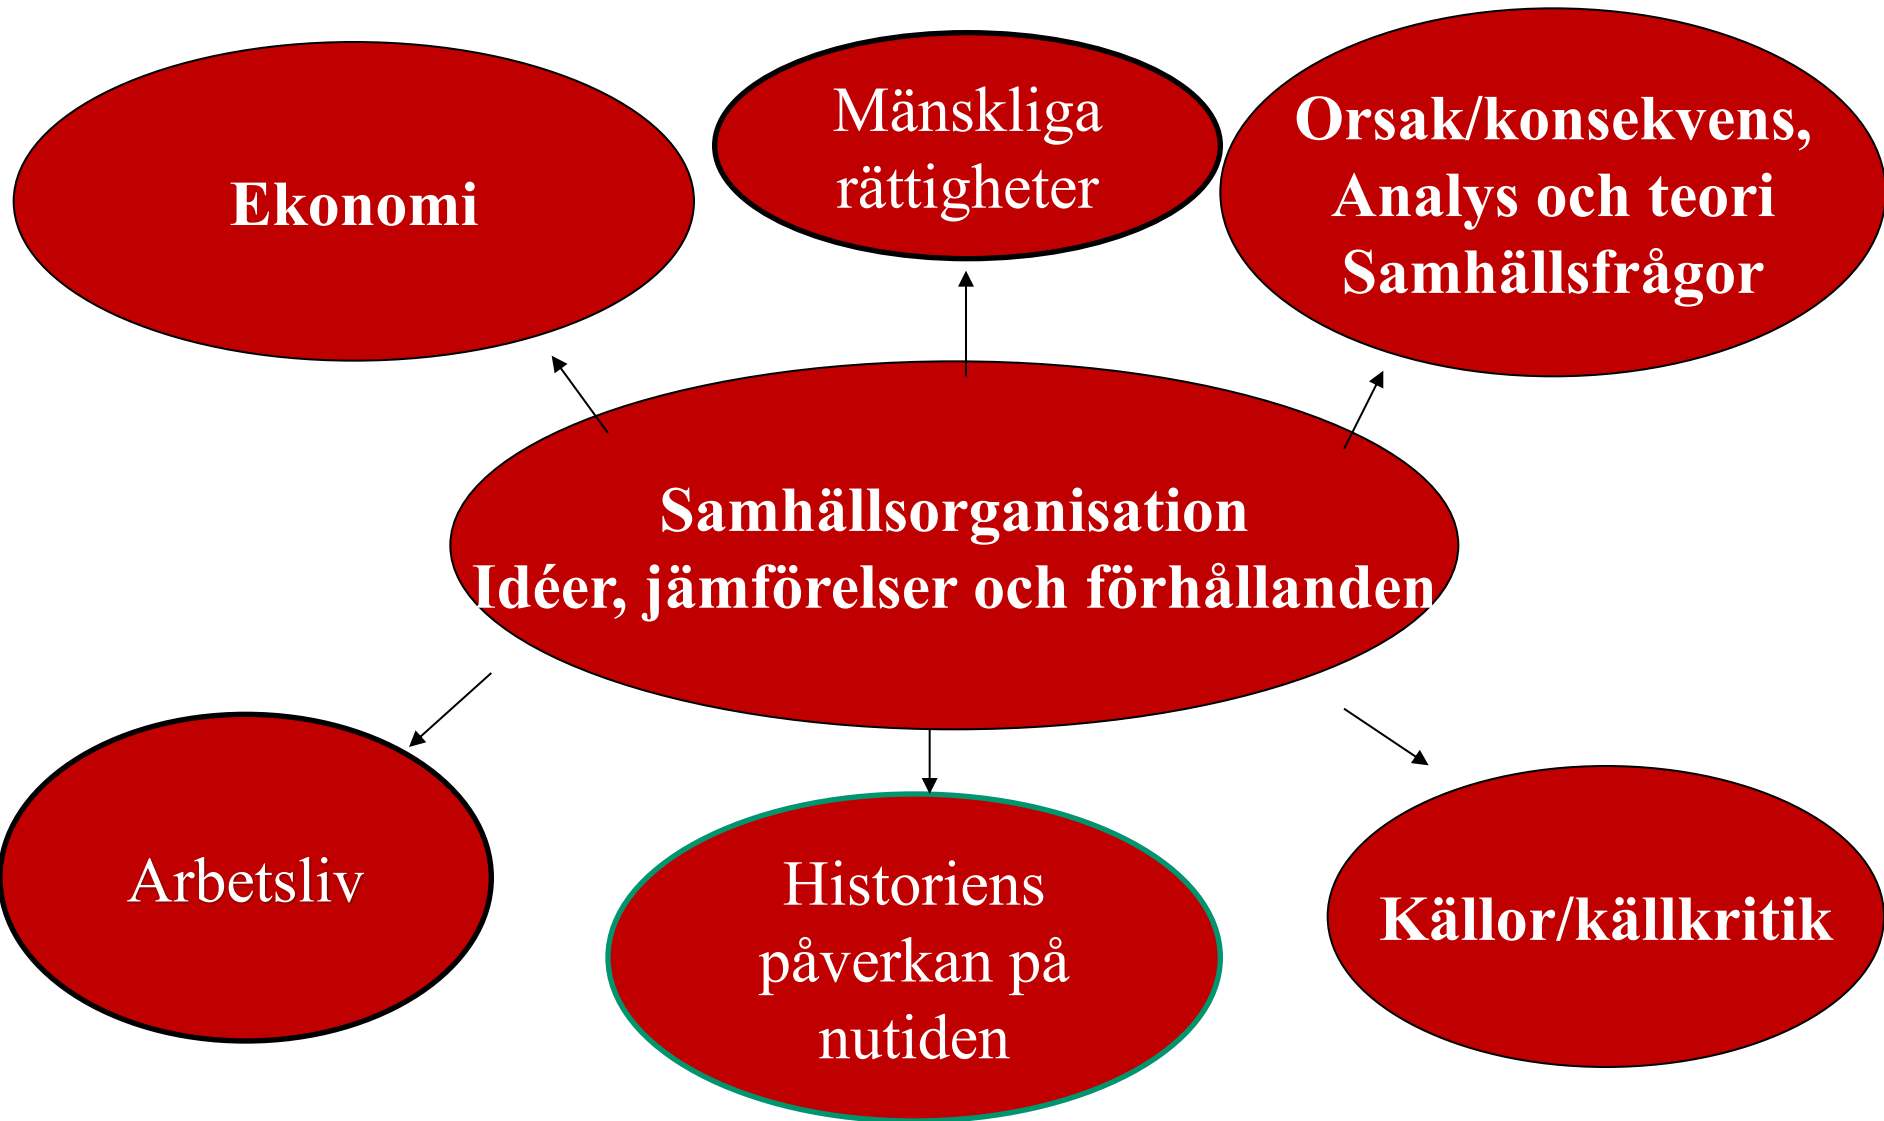 Ekonomi
Mänskliga
rättigheter
Orsak/konsekvens,
Analys och teori
Samhällsfrågor
Samhällsorganisation
Idéer, jämförelser och förhållanden
Arbetsliv
Historiens
påverkan på
nutiden
Källor/källkritik